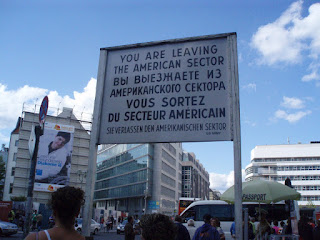 YOU ARE LEAVING
THE AMERICAN SECTOR
ВЫ ВЫЕЗЖАЕТЕ ИЗ
АМЕРИКАНСКОГО СЕКТОРА
VOUS SORTEZ
DU SECTEUR AMÉRICAIN
SIE VERLASSEN DEN AMERIKANISCHEN SEKTOR